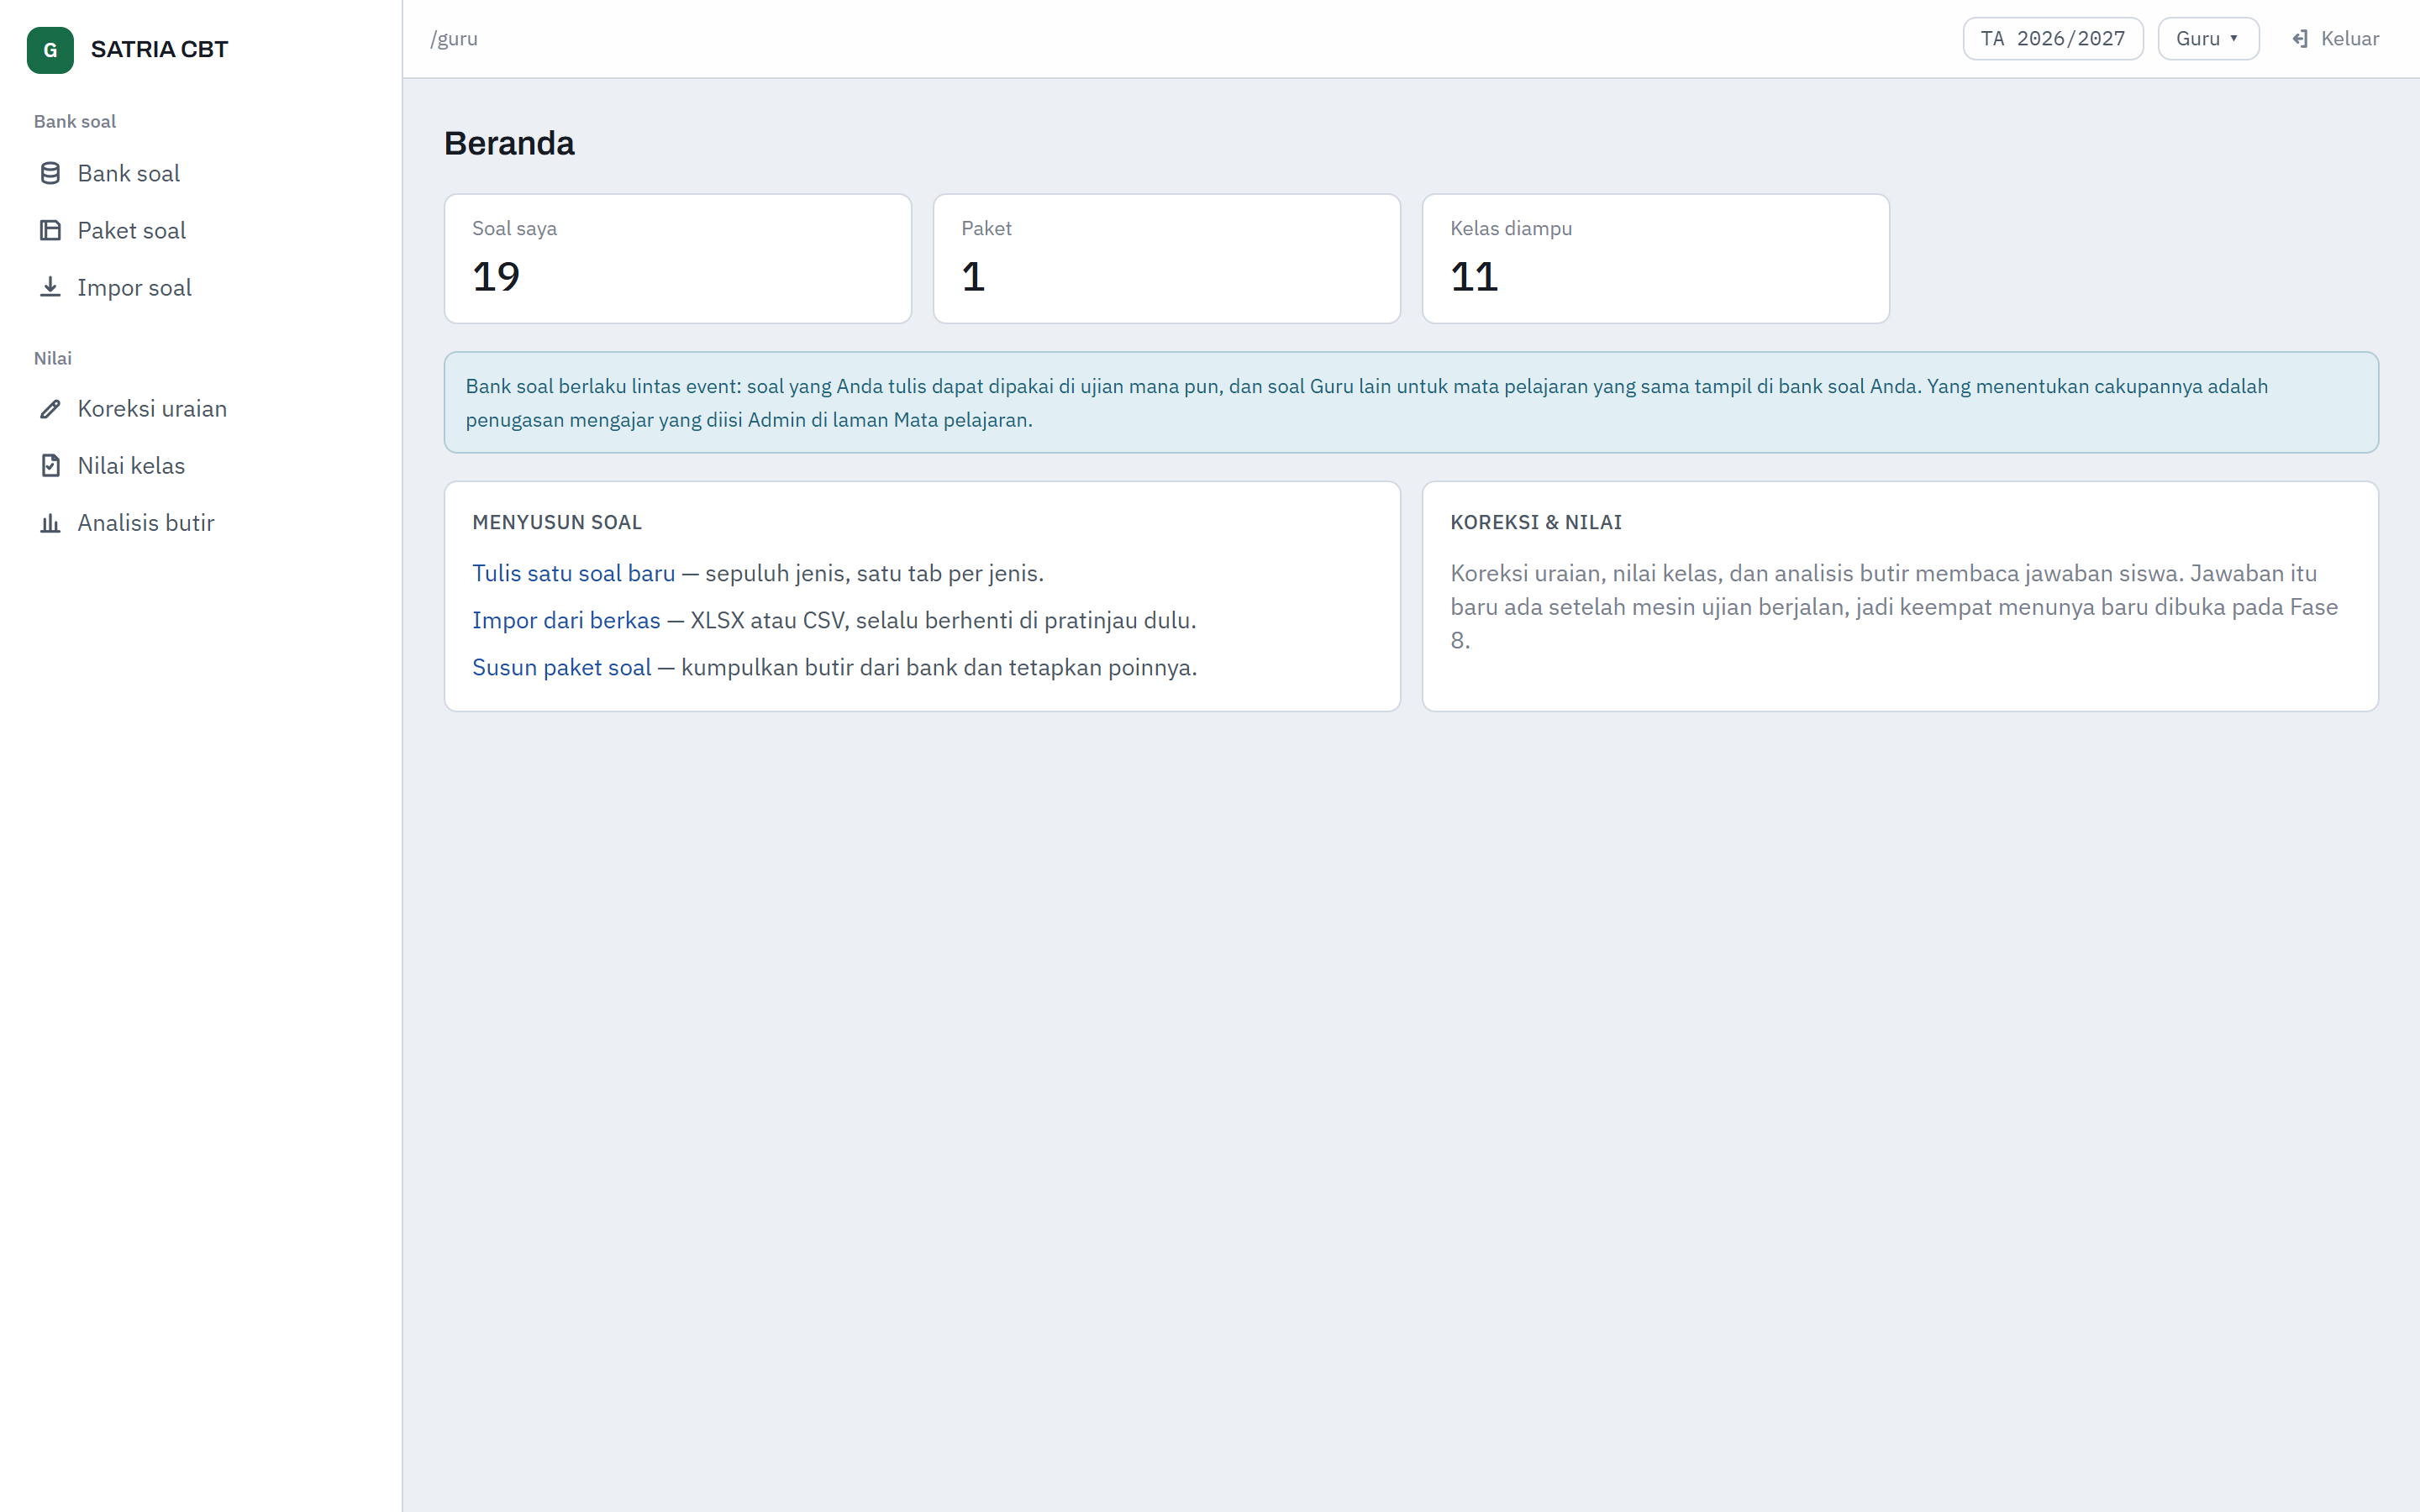 G SATRIA CBT
Bank soal
Bank soal
Paket soal
Impor soal
Nilai
Koreksi uraian
Nilai kelas
Analisis butir
/guru
TA 2026/2027
Guru ▾
Keluar
Beranda
Soal saya
19
Paket
1
Kelas diampu
11
Bank soal berlaku lintas event: soal yang Anda tulis dapat dipakai di ujian mana pun, dan soal Guru lain untuk mata pelajaran yang sama tampil di bank soal Anda. Yang menentukan cakupannya adalah
penugasan mengajar yang diisi Admin di laman Mata pelajaran.
MENYUSUN SOAL
Tulis satu soal baru — sepuluh jenis, satu tab per jenis.
Impor dari berkas — XLSX atau CSV, selalu berhenti di pratinjau dulu.
Susun paket soal — kumpulkan butir dari bank dan tetapkan poinnya.
KOREKSI & NILAI
Koreksi uraian, nilai kelas, dan analisis butir membaca jawaban siswa. Jawaban itu
baru ada setelah mesin ujian berjalan, jadi keempat menunya baru dibuka pada Fase
8.